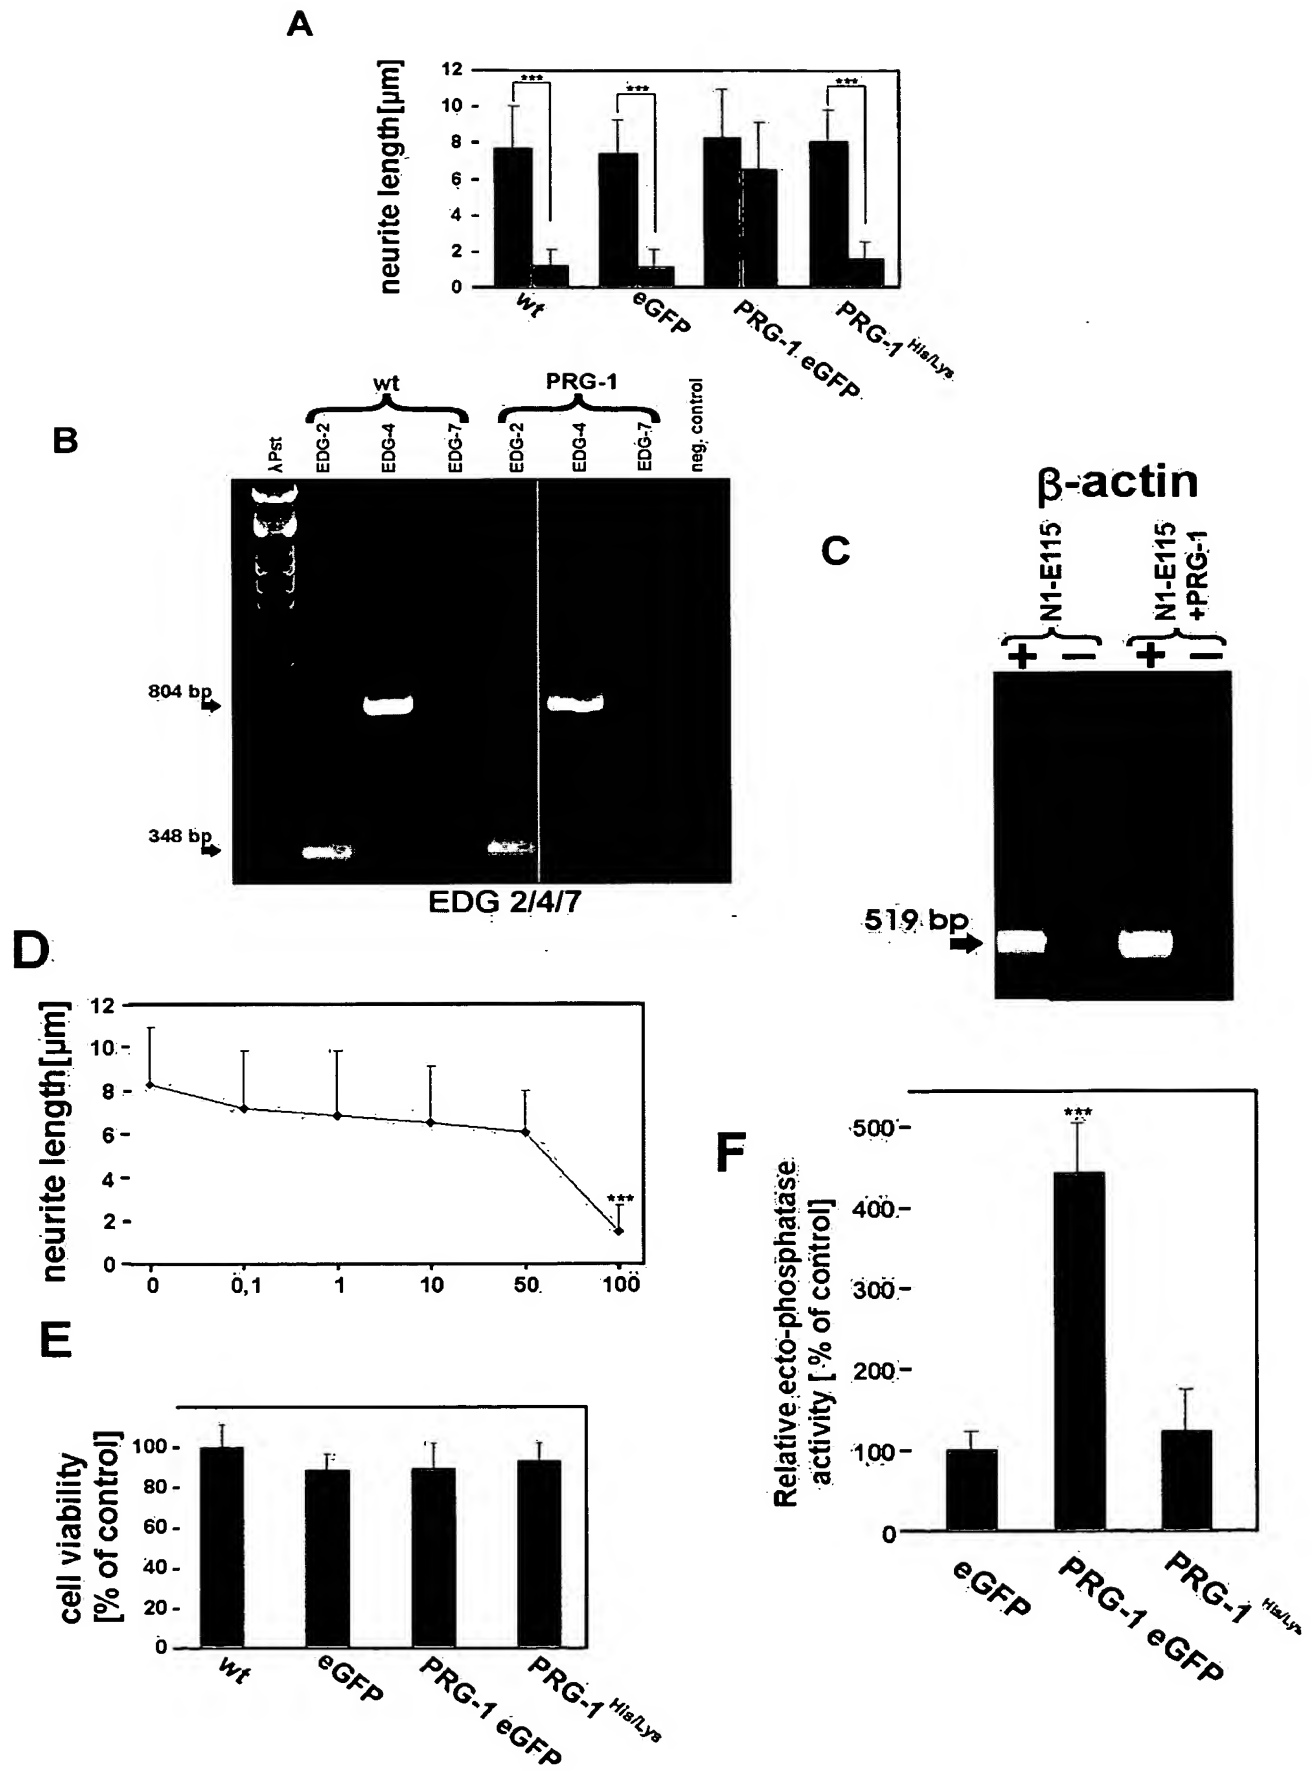 A
neurite length[µm]
12
10
8
6
4
2
0
***
***
***
wt
eGFP
PRG-1 eGFP
PRG-1 His/Lys
B
wt
PRG-1
λPst
EDG-2
EDG-4
EDG-7
EDG-2
EDG-4
EDG-7
neg. control
804 bp
348 bp
EDG 2/4/7
C
β-actin
N1-E115
N1-E115
+PRG-1
+ − + −
519 bp
D
neurite length[µm]
12
10
8
6
4
2
0
***
0 0,1 1 10 50 100
E
cell viability
[% of control]
100
80
60
40
20
0
wt
eGFP
PRG-1 eGFP
PRG-1 His/Lys
F
Relative ecto-phosphatase
activity [ % of control]
500
400
300
200
100
0
***
eGFP
PRG-1 eGFP
PRG-1 His/Lys